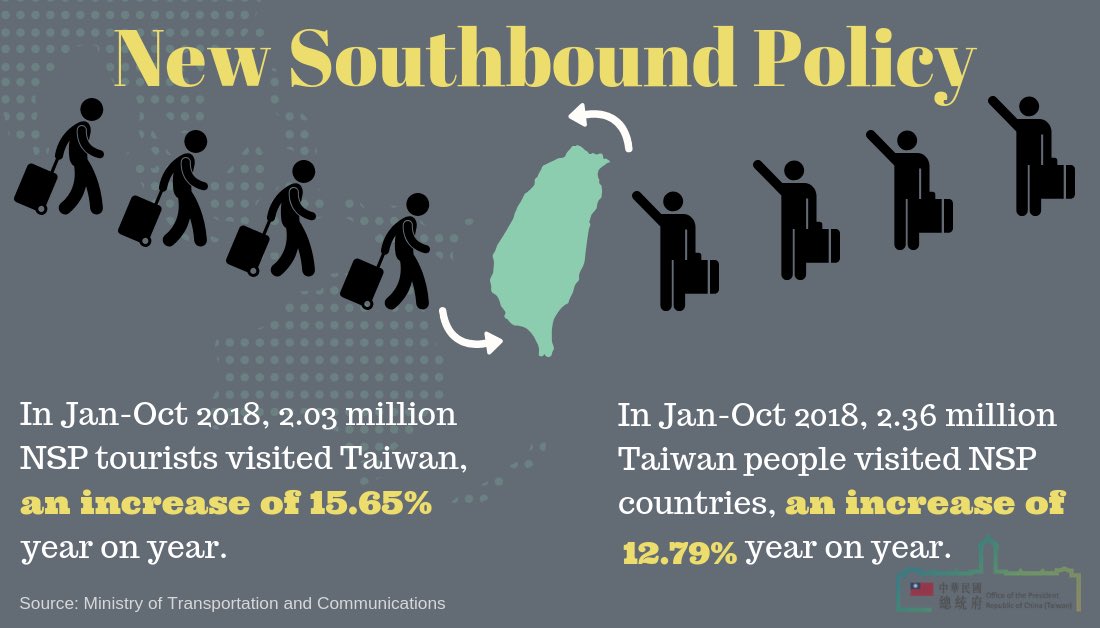 New Southbound Policy
In Jan-Oct 2018, 2.03 million
NSP tourists visited Taiwan,
an increase of 15.65%
year on year.
In Jan-Oct 2018, 2.36 million
Taiwan people visited NSP
countries, an increase of
12.79% year on year.
Source: Ministry of Transportation and Communications
中華民國
總統府
Office of the President
Republic of China (Taiwan)